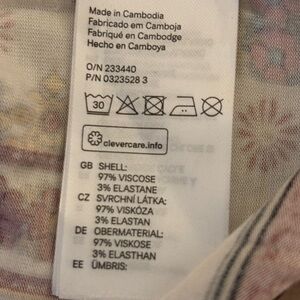 Made in Cambodia
Fabricado em Camboja
Fabriqué en Cambodge
Hecho en Camboya
O/N 233440
P/N 0323528 3
30
clevercare.info
GB SHELL:
97% VISCOSE
3% ELASTANE
CZ SVRCHNÍ LÁTKA:
97% VISKÓZA
3% ELASTAN
DE OBERMATERIAL:
97% VISKOSE
3% ELASTHAN
EE ÜMBRIS: